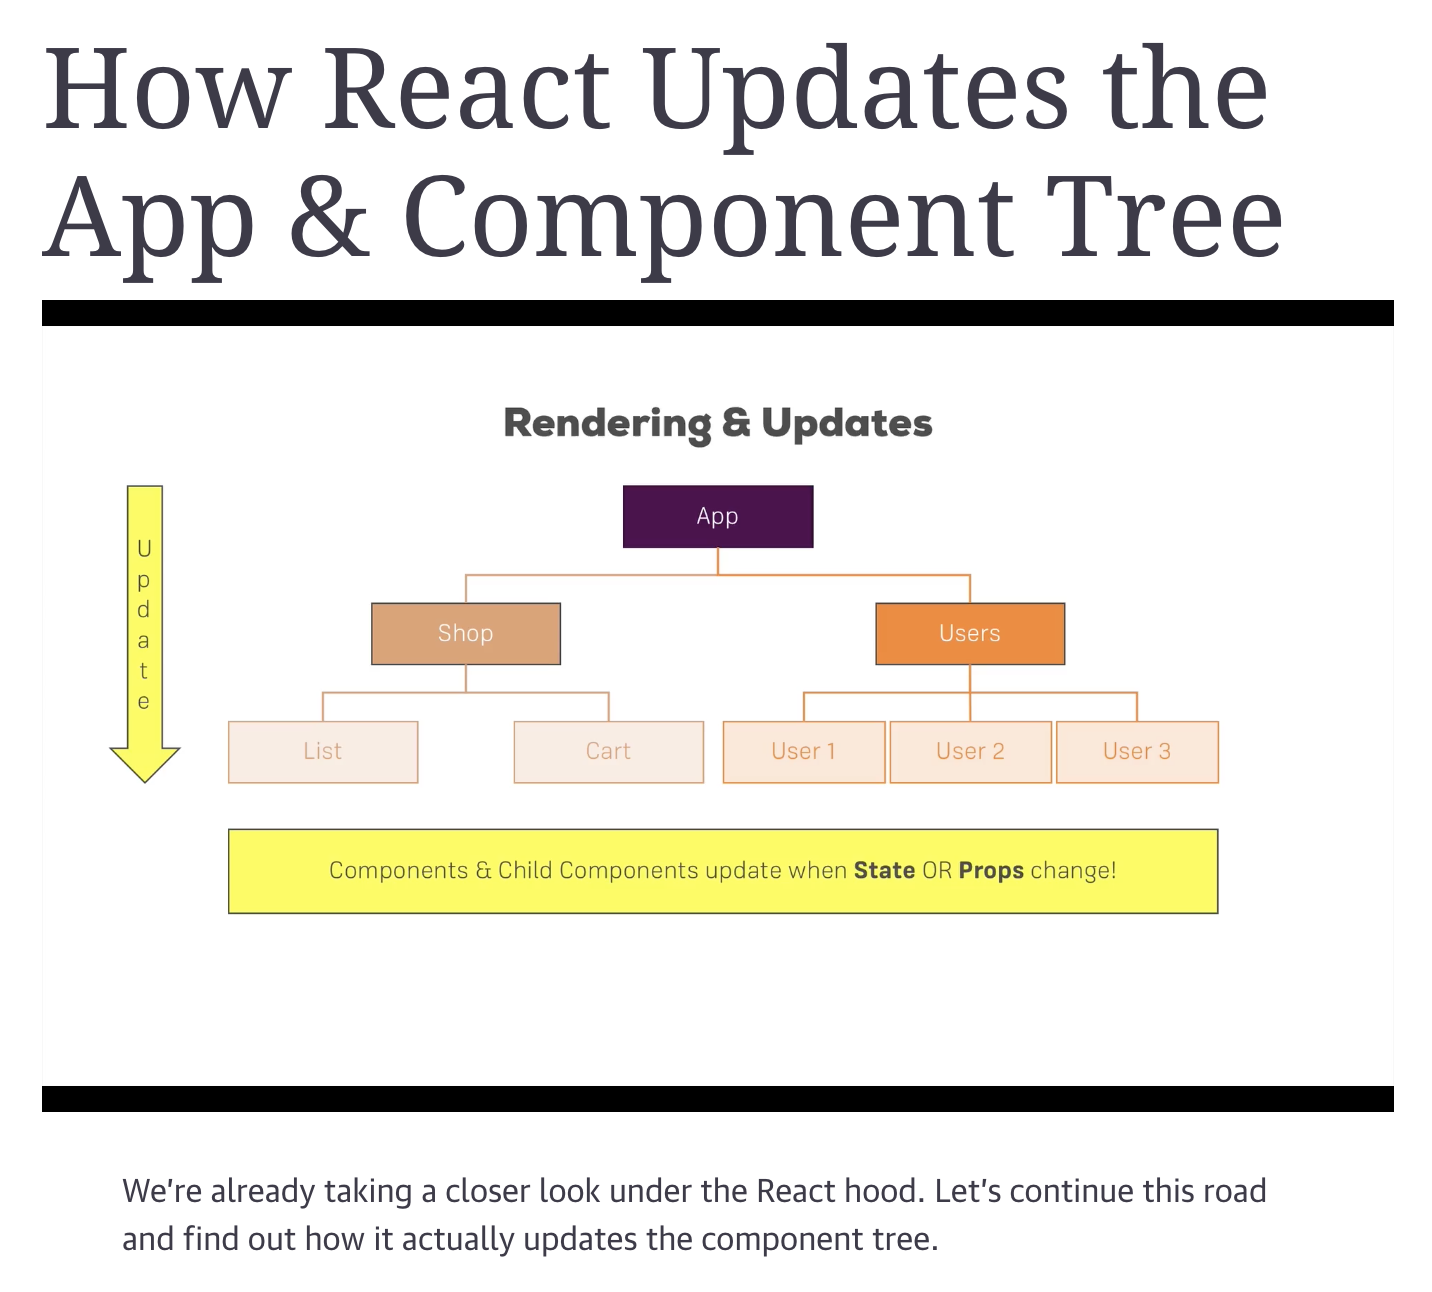 How React Updates the
App & Component Tree
Rendering & Updates
Update
App
Shop
Users
List
Cart
User 1
User 2
User 3
Components & Child Components update when State OR Props change!
We're already taking a closer look under the React hood. Let's continue this road
and find out how it actually updates the component tree.